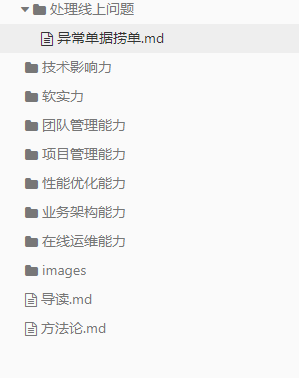 处理线上问题
异常单据捞单.md
技术影响力
软实力
团队管理能力
项目管理能力
性能优化能力
业务架构能力
在线运维能力
images
导读.md
方法论.md